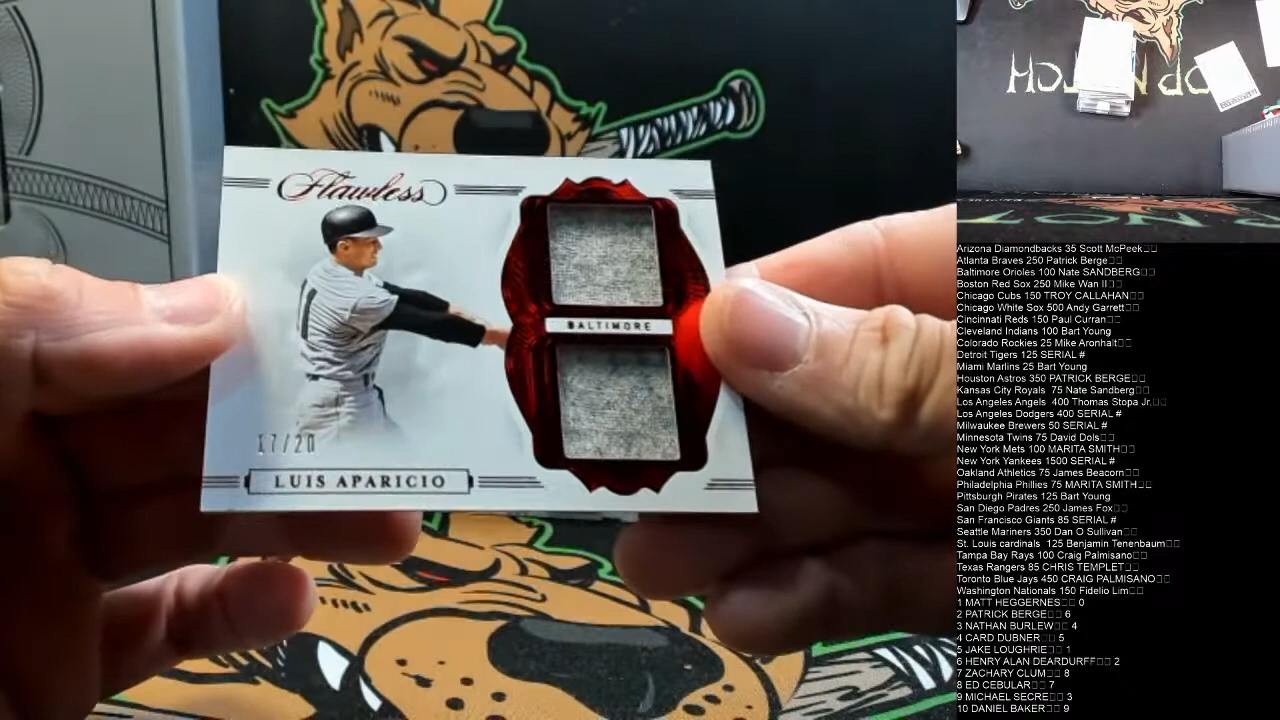 Flawless
11
BALTIMORE
17/20
LUIS APARICIO
Arizona Diamondbacks 35 Scott McPeek
Atlanta Braves 250 Patrick Berge
Baltimore Orioles 100 Nate SANDBERG
Boston Red Sox 250 Mike Wan II
Chicago Cubs 150 TROY CALLAHAN
Chicago White Sox 500 Andy Garrett
Cincinnati Reds 150 Paul Curran
Cleveland Indians 100 Bart Young
Colorado Rockies 25 Mike Aronhalt
Detroit Tigers 125 SERIAL #
Miami Marlins 25 Bart Young
Houston Astros 350 PATRICK BERGE
Kansas City Royals 75 Nate Sandberg
Los Angeles Angels 400 Thomas Stopa Jr.
Los Angeles Dodgers 400 SERIAL #
Milwaukee Brewers 50 SERIAL #
Minnesota Twins 75 David Dols
New York Mets 100 MARITA SMITH
New York Yankees 1500 SERIAL #
Oakland Athletics 75 James Beacorn
Philadelphia Phillies 75 MARITA SMITH
Pittsburgh Pirates 125 Bart Young
San Diego Padres 250 James Fox
San Francisco Giants 85 SERIAL #
Seattle Mariners 350 Dan O Sullivan
St. Louis cardinals 125 Benjamin Tenenbaum
Tampa Bay Rays 100 Craig Palmisano
Texas Rangers 85 CHRIS TEMPLET
Toronto Blue Jays 450 CRAIG PALMISANO
Washington Nationals 150 Fidelio Lim
1 MATT HEGGERNES 0
2 PATRICK BERGE 6
3 NATHAN BURLEW 4
4 CARD DUBNER 5
5 JAKE LOUGHRIE 1
6 HENRY ALAN DEARDURFF 2
7 ZACHARY CLUM 8
8 ED CEBULAR 7
9 MICHAEL SECRE 3
10 DANIEL BAKER 9